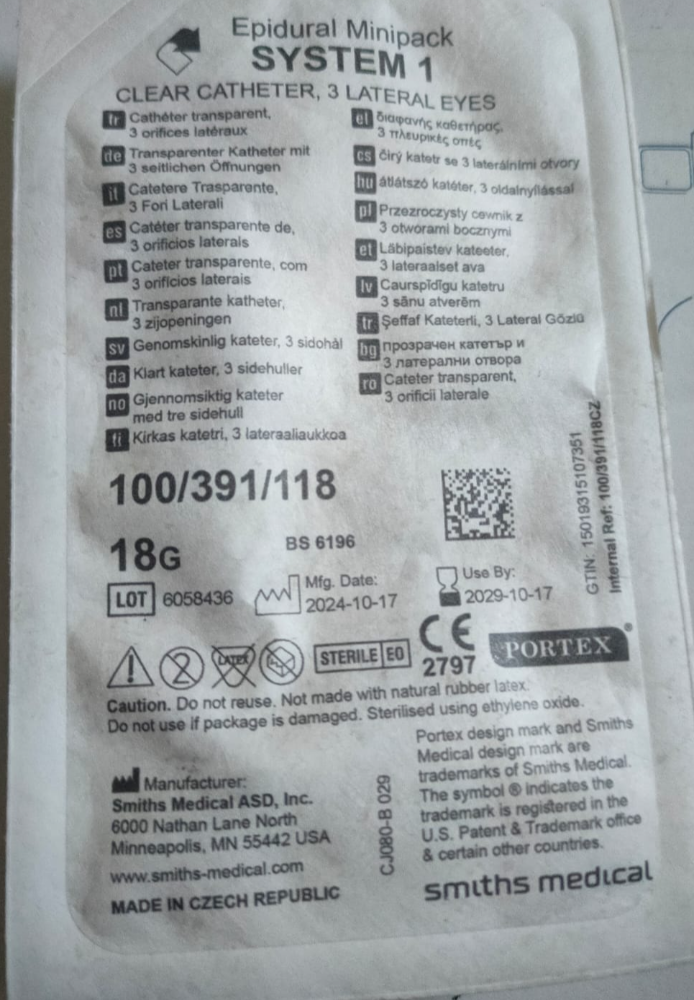 Epidural Minipack
SYSTEM 1
CLEAR CATHETER, 3 LATERAL EYES
fr Cathéter transparent,
3 orifices latéraux
de Transparenter Katheter mit
3 seitlichen Öffnungen
it Catetere Trasparente,
3 Fori Laterali
es Catéter transparente de,
3 orificios laterais
pt Cateter transparente, com
3 orifícios laterais
nl Transparante katheter,
3 zijopeningen
sv Genomskinlig kateter, 3 sidohål
da Klart kateter, 3 sidehuller
no Gjennomsiktig kateter
med tre sidehull
fi Kirkas katetri, 3 lateraaliaukkoa
el διαφανής καθετήρας,
3 πλευρικές οπές
cs čirý katetr se 3 laterálními otvory
hu átlátszó katéter, 3 oldalnyílással
pl Przezroczysty cewnik z
3 otworami bocznymi
et Läbipaistev kateeter,
3 lateraalset ava
lv Caurspīdīgu katetru
3 sānu atverēm
tr Şeffaf Kateterli, 3 Lateral Gözlü
bg прозрачен катетър и
3 латерални отвора
ro Cateter transparent,
3 orificii laterale
100/391/118
18G
BS 6196
GTIN: 15019315107351
Internal Ref: 100/391/118CZ
LOT 6058436
Mfg. Date:
2024-10-17
Use By:
2029-10-17
2
LATEX
STERILE EO
CE
2797
PORTEX
Caution. Do not reuse. Not made with natural rubber latex.
Do not use if package is damaged. Sterilised using ethylene oxide.
Manufacturer:
Smiths Medical ASD, Inc.
6000 Nathan Lane North
Minneapolis, MN 55442 USA
www.smiths-medical.com
MADE IN CZECH REPUBLIC
CJ080-B 029
Portex design mark and Smiths
Medical design mark are
trademarks of Smiths Medical.
The symbol ® indicates the
trademark is registered in the
U.S. Patent & Trademark office
& certain other countries.
smiths medical